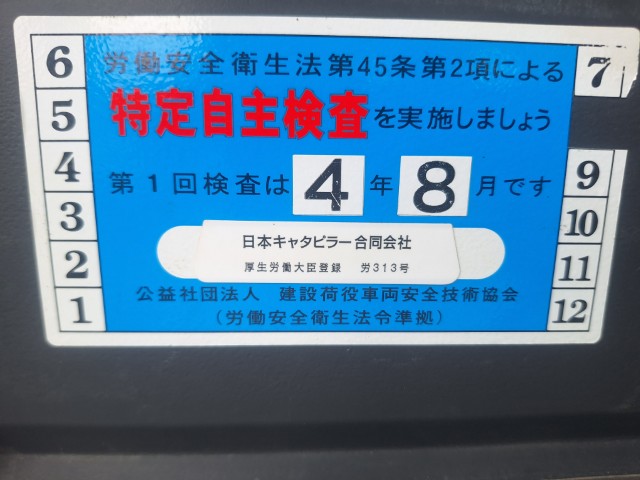 労働安全衛生法第45条第2項による
特定自主検査を実施しましょう
第1回検査は 4 年 8 月です
日本キャタピラー合同会社
厚生労働大臣登録 労313号
公益社団法人 建設荷役車両安全技術協会
(労働安全衛生法令準拠)
6
5
4
3
2
1
7
9
10
11
12